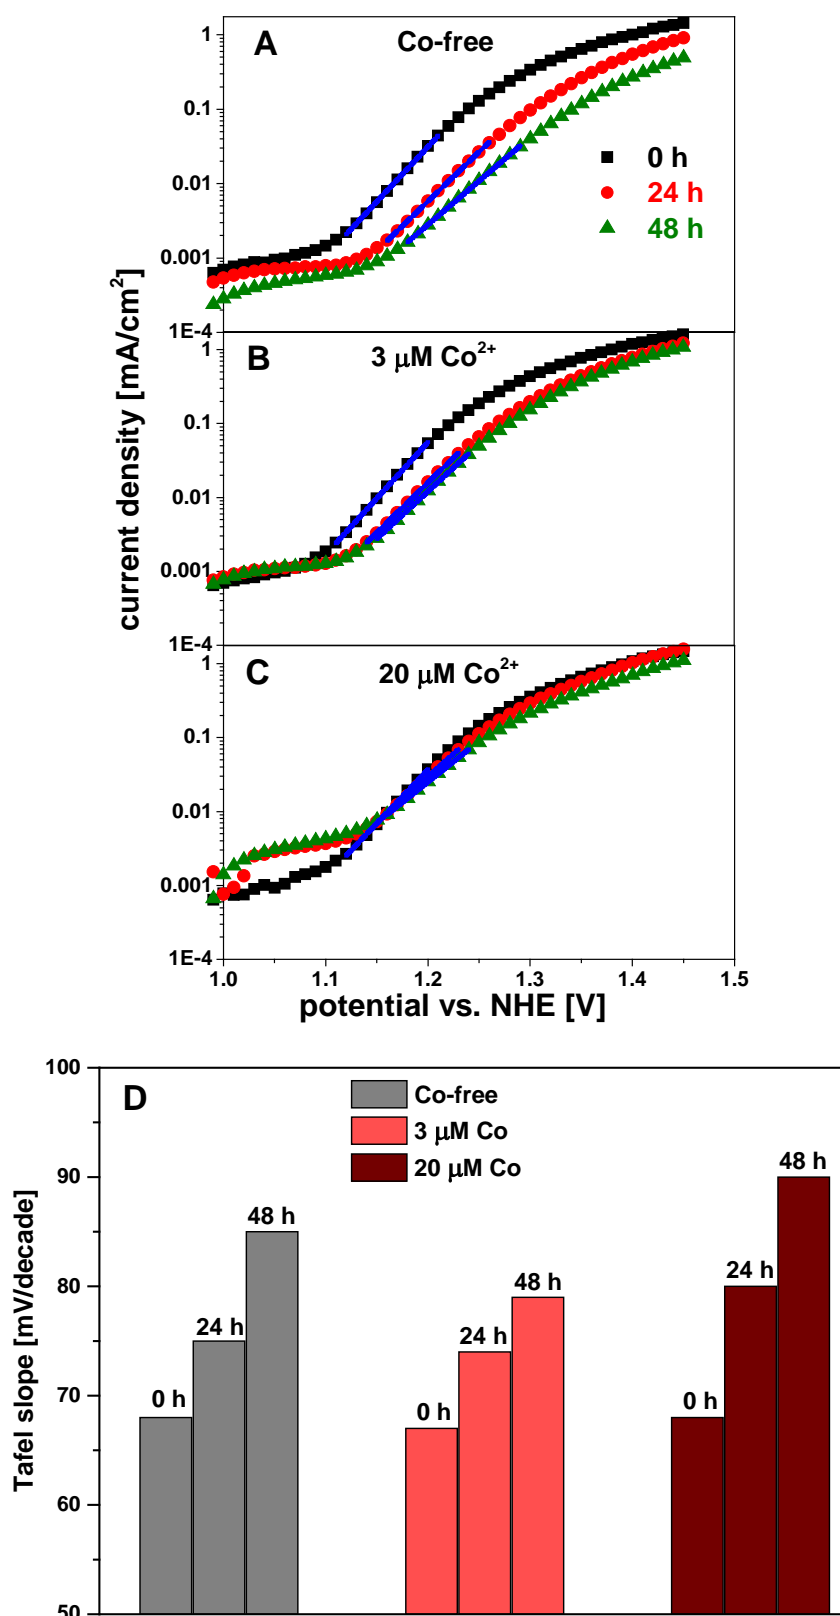 A
Co-free
1
0.1
0.01
0.001
1E-4
0 h
24 h
48 h
current density [mA/cm²]
B
3 μM Co²⁺
1
0.1
0.01
0.001
1E-4
C
20 μM Co²⁺
1
0.1
0.01
0.001
1E-4
1.0 1.1 1.2 1.3 1.4 1.5
potential vs. NHE [V]
D
Co-free
3 μM Co
20 μM Co
100
90
80
70
60
50
Tafel slope [mV/decade]
0 h
24 h
48 h
0 h
24 h
48 h
0 h
24 h
48 h